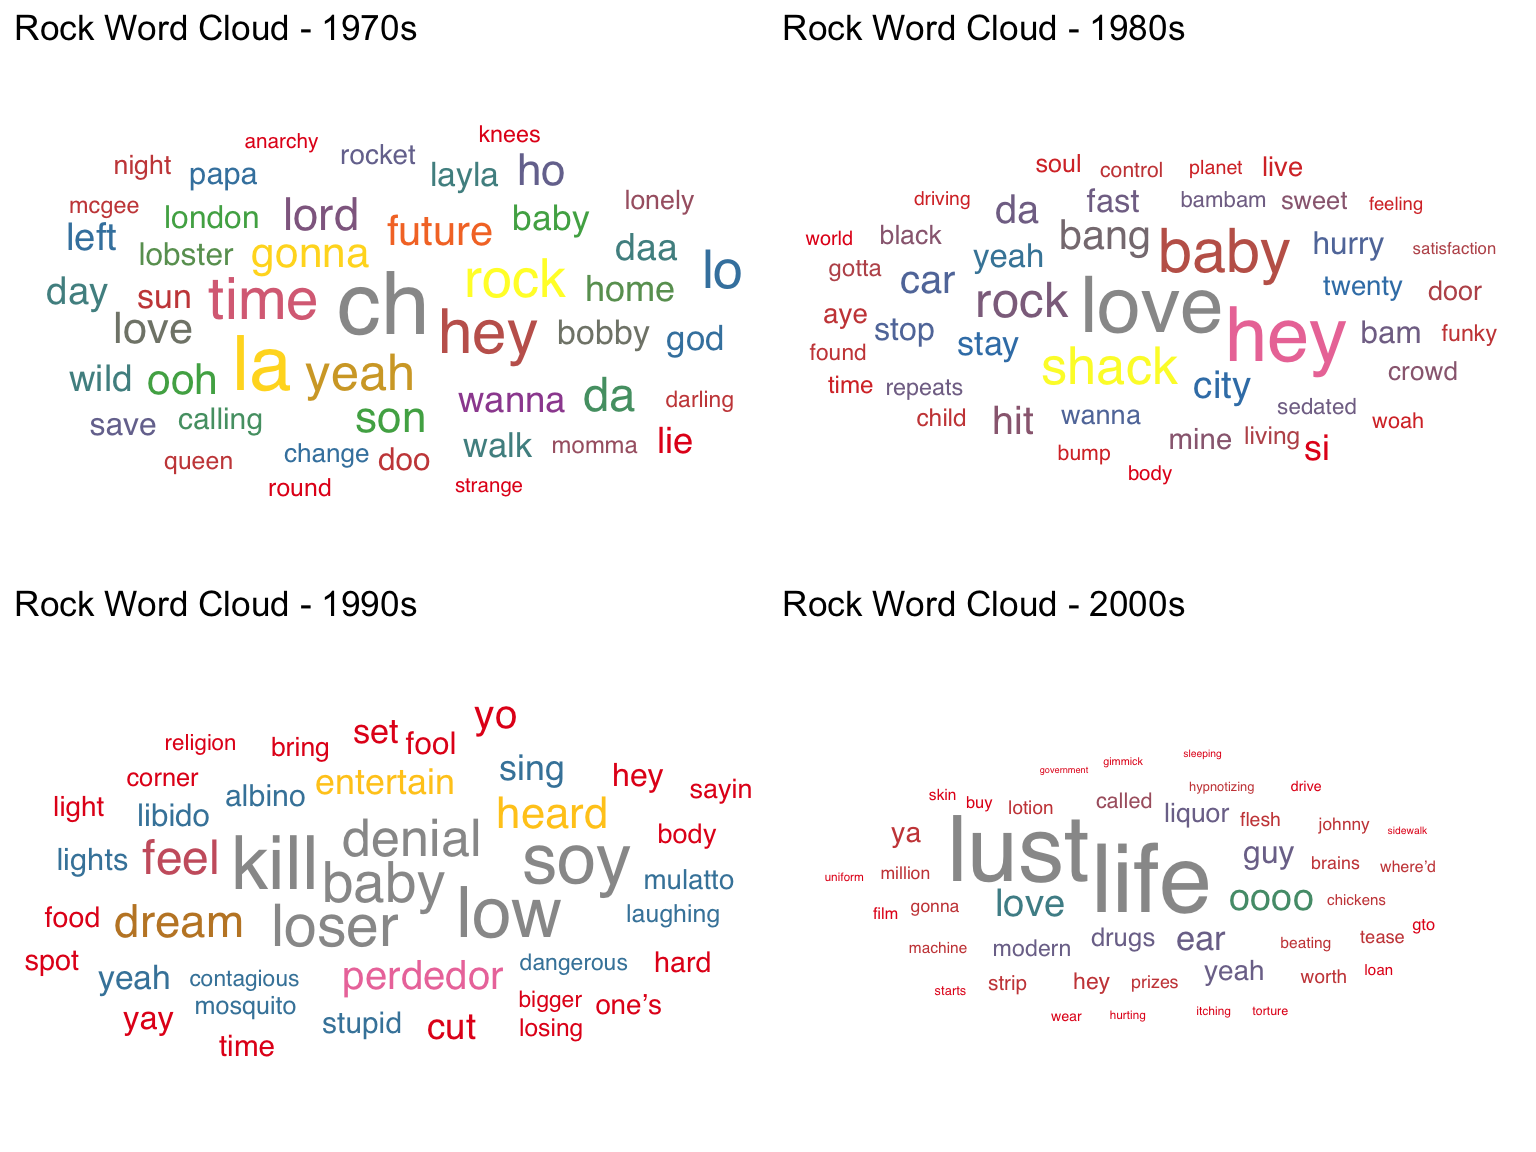 Rock Word Cloud - 1970s
anarchy knees
night papa rocket layla ho
mcgee london lord future baby lonely
left lobster gonna daa
day sun time ch rock home lo
love hey bobby god
wild ooh la yeah wanna da darling
save calling son walk momma lie
queen change doo
round strange
Rock Word Cloud - 1980s
soul control planet live
driving da fast bambam sweet feeling
world black yeah bang baby hurry satisfaction
gotta car rock love twenty door
aye stop stay hey bam funky
found shack crowd
time repeats city
child hit wanna sedated woah
bump mine living si
body
Rock Word Cloud - 1990s
yo
religion bring set fool
corner entertain sing hey sayin
light libido albino heard
lights feel kill denial soy body
baby mulatto
food dream loser low laughing
spot perdedor dangerous hard
yeah contagious
mosquito bigger one's
yay stupid cut losing
time
Rock Word Cloud - 2000s
sleeping
government gimmick
hypnotizing drive
skin buy lotion called liquor flesh johnny
ya lust sidewalk
guy brains where'd
uniform million life
film gonna love oooo chickens
machine modern drugs ear beating tease gto
strip hey prizes yeah worth loan
starts
wear hurting itching torture